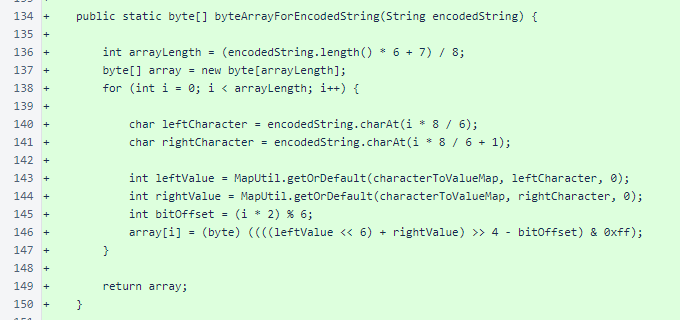 134 + public static byte[] byteArrayForEncodedString(String encodedString) {
135 +
136 + int arrayLength = (encodedString.length() * 6 + 7) / 8;
137 + byte[] array = new byte[arrayLength];
138 + for (int i = 0; i < arrayLength; i++) {
139 +
140 + char leftCharacter = encodedString.charAt(i * 8 / 6);
141 + char rightCharacter = encodedString.charAt(i * 8 / 6 + 1);
142 +
143 + int leftValue = MapUtil.getOrDefault(characterToValueMap, leftCharacter, 0);
144 + int rightValue = MapUtil.getOrDefault(characterToValueMap, rightCharacter, 0);
145 + int bitOffset = (i * 2) % 6;
146 + array[i] = (byte) ((((leftValue << 6) + rightValue) >> 4 - bitOffset) & 0xff);
147 + }
148 +
149 + return array;
150 + }